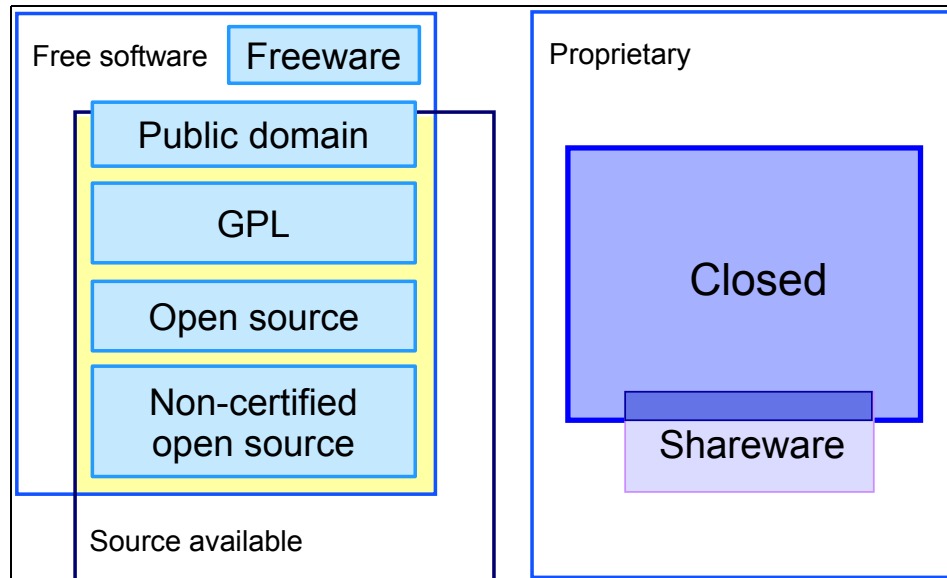 Free software
Freeware
Public domain
GPL
Open source
Non-certified
open source
Source available
Proprietary
Closed
Shareware